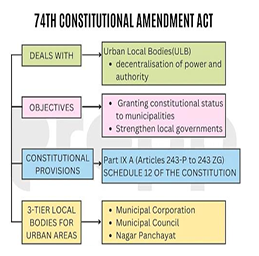 74TH CONSTITUTIONAL AMENDMENT ACT
DEALS WITH
Urban Local Bodies(ULB)
• decentralisation of power and
authority
OBJECTIVES
• Granting constitutional status
to municipalities
• Strengthen local governments
CONSTITUTIONAL
PROVISIONS
Part IX A (Articles 243-P to 243 ZG)
SCHEDULE 12 OF THE CONSTITUTION
3-TIER LOCAL
BODIES FOR
URBAN AREAS
• Municipal Corporation
• Municipal Council
• Nagar Panchayat
prepp